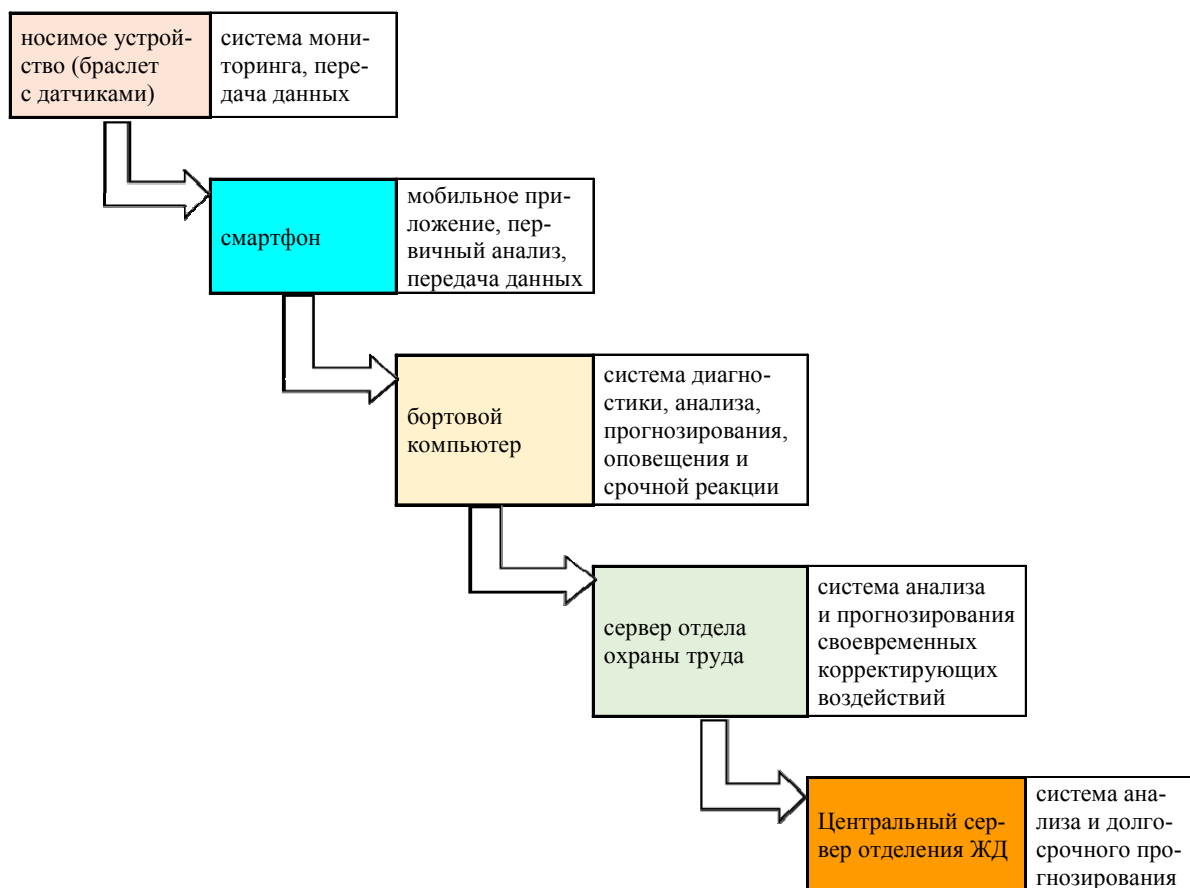 носимое устрой-
ство (браслет
с датчиками)
система мони-
торинга, пере-
дача данных
смартфон
мобильное при-
ложение, пер-
вичный анализ,
передача данных
бортовой
компьютер
система диагно-
стики, анализа,
прогнозирования,
оповещения и
срочной реакции
сервер отдела
охраны труда
система анализа
и прогнозирования
своевременных
корректирующих
воздействий
Центральный сер-
вер отделения ЖД
система ана-
лиза и долго-
срочного про-
гнозирования